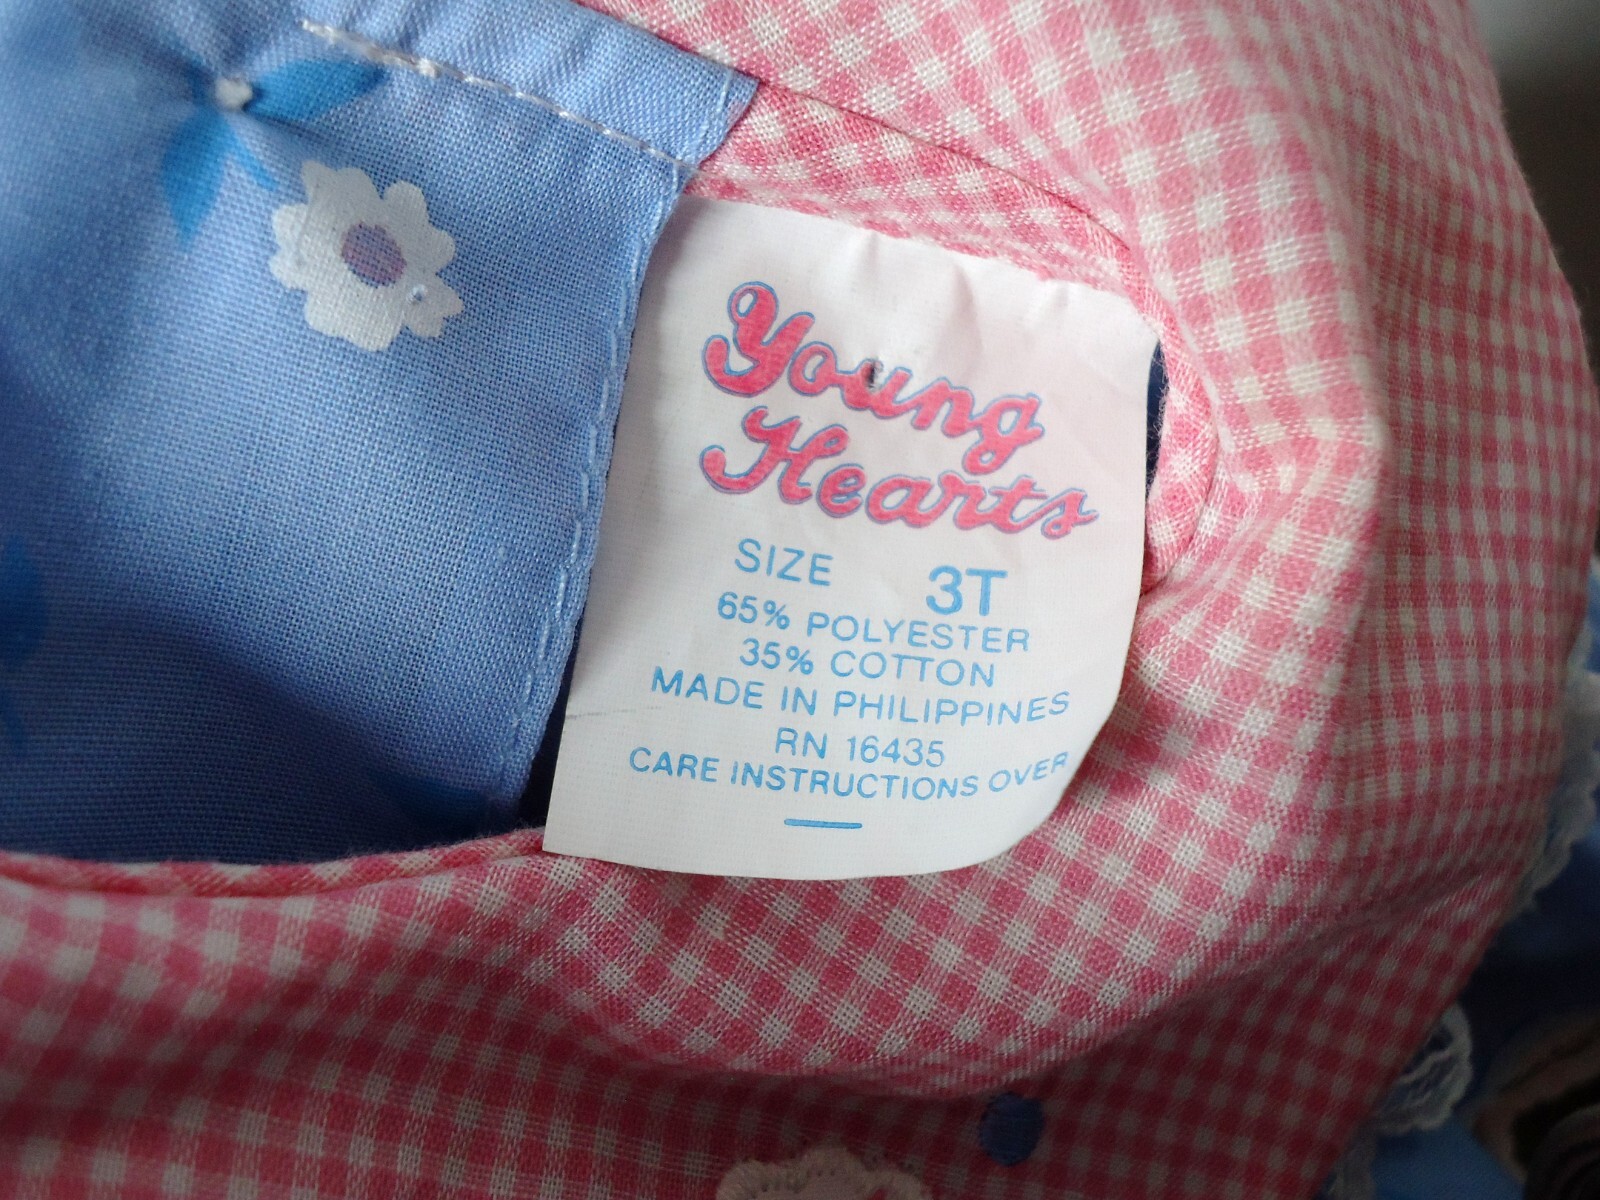 Young
Hearts
SIZE 3T
65% POLYESTER
35% COTTON
MADE IN PHILIPPINES
RN 16435
CARE INSTRUCTIONS OVER